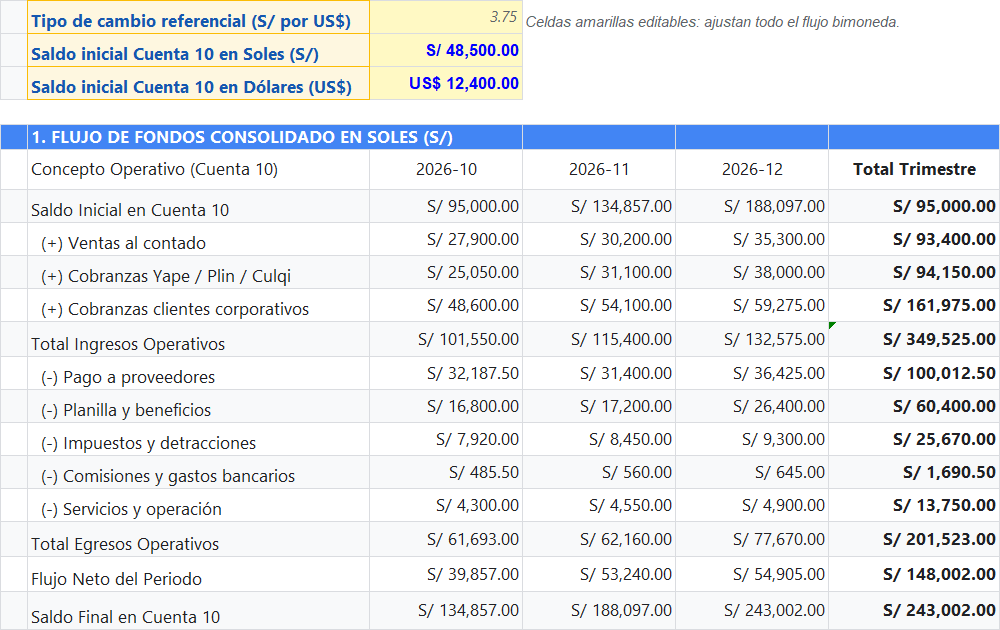 Tipo de cambio referencial (S/ por US$) 3.75 Celdas amarillas editables: ajustan todo el flujo bimoneda.
Saldo inicial Cuenta 10 en Soles (S/) S/ 48,500.00
Saldo inicial Cuenta 10 en Dólares (US$) US$ 12,400.00
1. FLUJO DE FONDOS CONSOLIDADO EN SOLES (S/)
Concepto Operativo (Cuenta 10) 2026-10 2026-11 2026-12 Total Trimestre
Saldo Inicial en Cuenta 10 S/ 95,000.00 S/ 134,857.00 S/ 188,097.00 S/ 95,000.00
(+) Ventas al contado S/ 27,900.00 S/ 30,200.00 S/ 35,300.00 S/ 93,400.00
(+) Cobranzas Yape / Plin / Culqi S/ 25,050.00 S/ 31,100.00 S/ 38,000.00 S/ 94,150.00
(+) Cobranzas clientes corporativos S/ 48,600.00 S/ 54,100.00 S/ 59,275.00 S/ 161,975.00
Total Ingresos Operativos S/ 101,550.00 S/ 115,400.00 S/ 132,575.00 S/ 349,525.00
(-) Pago a proveedores S/ 32,187.50 S/ 31,400.00 S/ 36,425.00 S/ 100,012.50
(-) Planilla y beneficios S/ 16,800.00 S/ 17,200.00 S/ 26,400.00 S/ 60,400.00
(-) Impuestos y detracciones S/ 7,920.00 S/ 8,450.00 S/ 9,300.00 S/ 25,670.00
(-) Comisiones y gastos bancarios S/ 485.50 S/ 560.00 S/ 645.00 S/ 1,690.50
(-) Servicios y operación S/ 4,300.00 S/ 4,550.00 S/ 4,900.00 S/ 13,750.00
Total Egresos Operativos S/ 61,693.00 S/ 62,160.00 S/ 77,670.00 S/ 201,523.00
Flujo Neto del Periodo S/ 39,857.00 S/ 53,240.00 S/ 54,905.00 S/ 148,002.00
Saldo Final en Cuenta 10 S/ 134,857.00 S/ 188,097.00 S/ 243,002.00 S/ 243,002.00